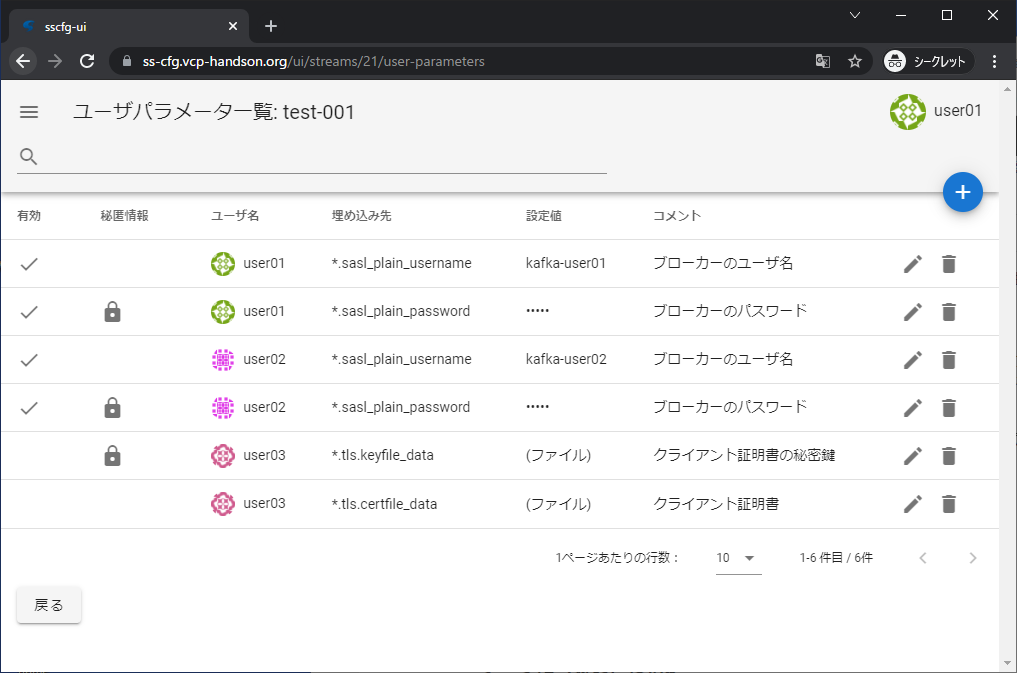 sscfg-ui
ss-cfg.vcp-handson.org/ui/streams/21/user-parameters シークレット
ユーザパラメータ一覧: test-001 user01
有効 秘匿情報 ユーザ名 埋め込み先 設定値 コメント
user01 *.sasl_plain_username kafka-user01 ブローカーのユーザ名
user01 *.sasl_plain_password ••••• ブローカーのパスワード
user02 *.sasl_plain_username kafka-user02 ブローカーのユーザ名
user02 *.sasl_plain_password ••••• ブローカーのパスワード
user03 *.tls.keyfile_data (ファイル) クライアント証明書の秘密鍵
user03 *.tls.certfile_data (ファイル) クライアント証明書
1ページあたりの行数： 10 1-6 件目 / 6件
戻る